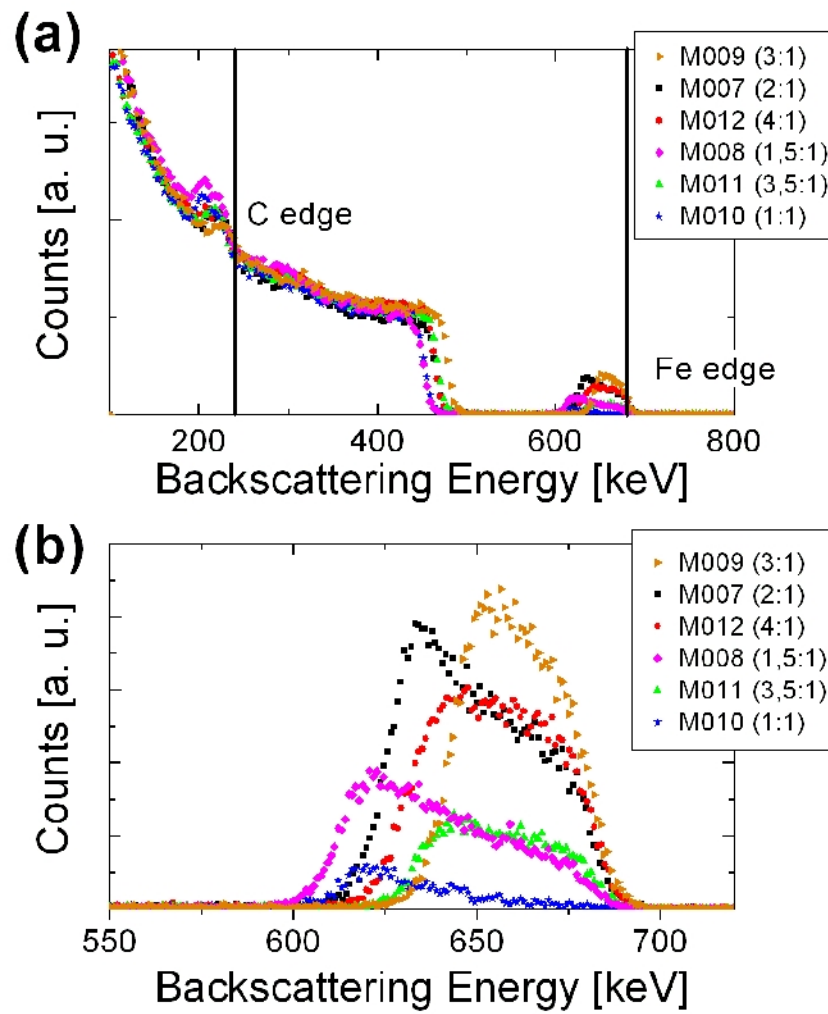 (a)
M009 (3:1)
M007 (2:1)
M012 (4:1)
M008 (1,5:1)
M011 (3,5:1)
M010 (1:1)
C edge
Fe edge
Counts [a. u.]
200 400 600 800
Backscattering Energy [keV]
(b)
M009 (3:1)
M007 (2:1)
M012 (4:1)
M008 (1,5:1)
M011 (3,5:1)
M010 (1:1)
Counts [a. u.]
550 600 650 700
Backscattering Energy [keV]